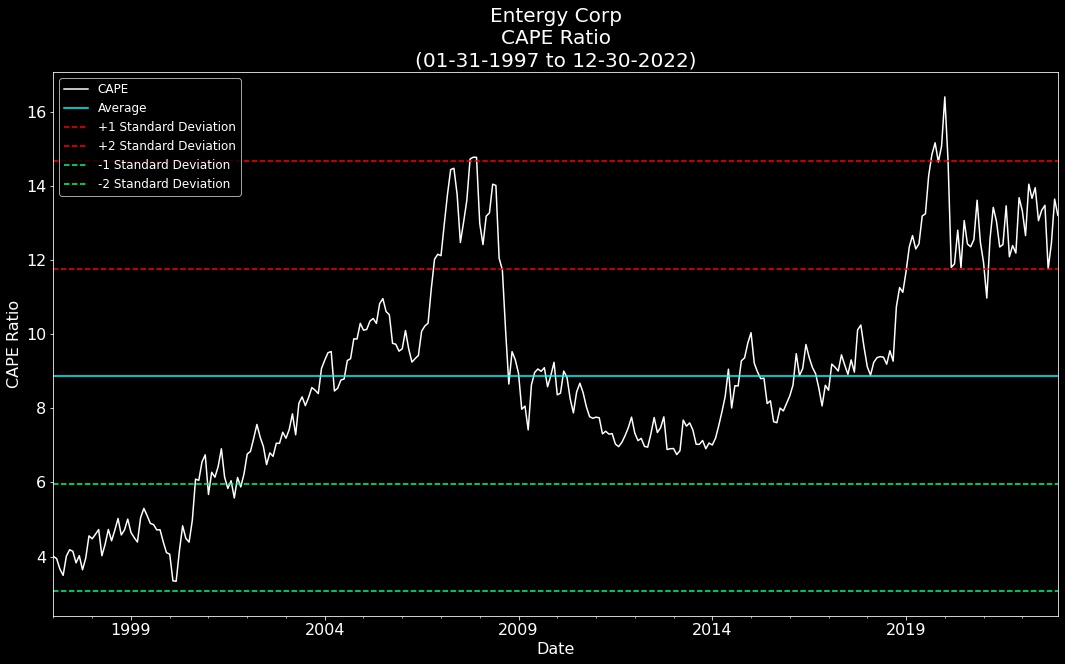 Entergy Corp
CAPE Ratio
(01-31-1997 to 12-30-2022)
CAPE
Average
+1 Standard Deviation
+2 Standard Deviation
-1 Standard Deviation
-2 Standard Deviation
16
14
12
10
8
6
4
CAPE Ratio
1999
2004
2009
2014
2019
Date